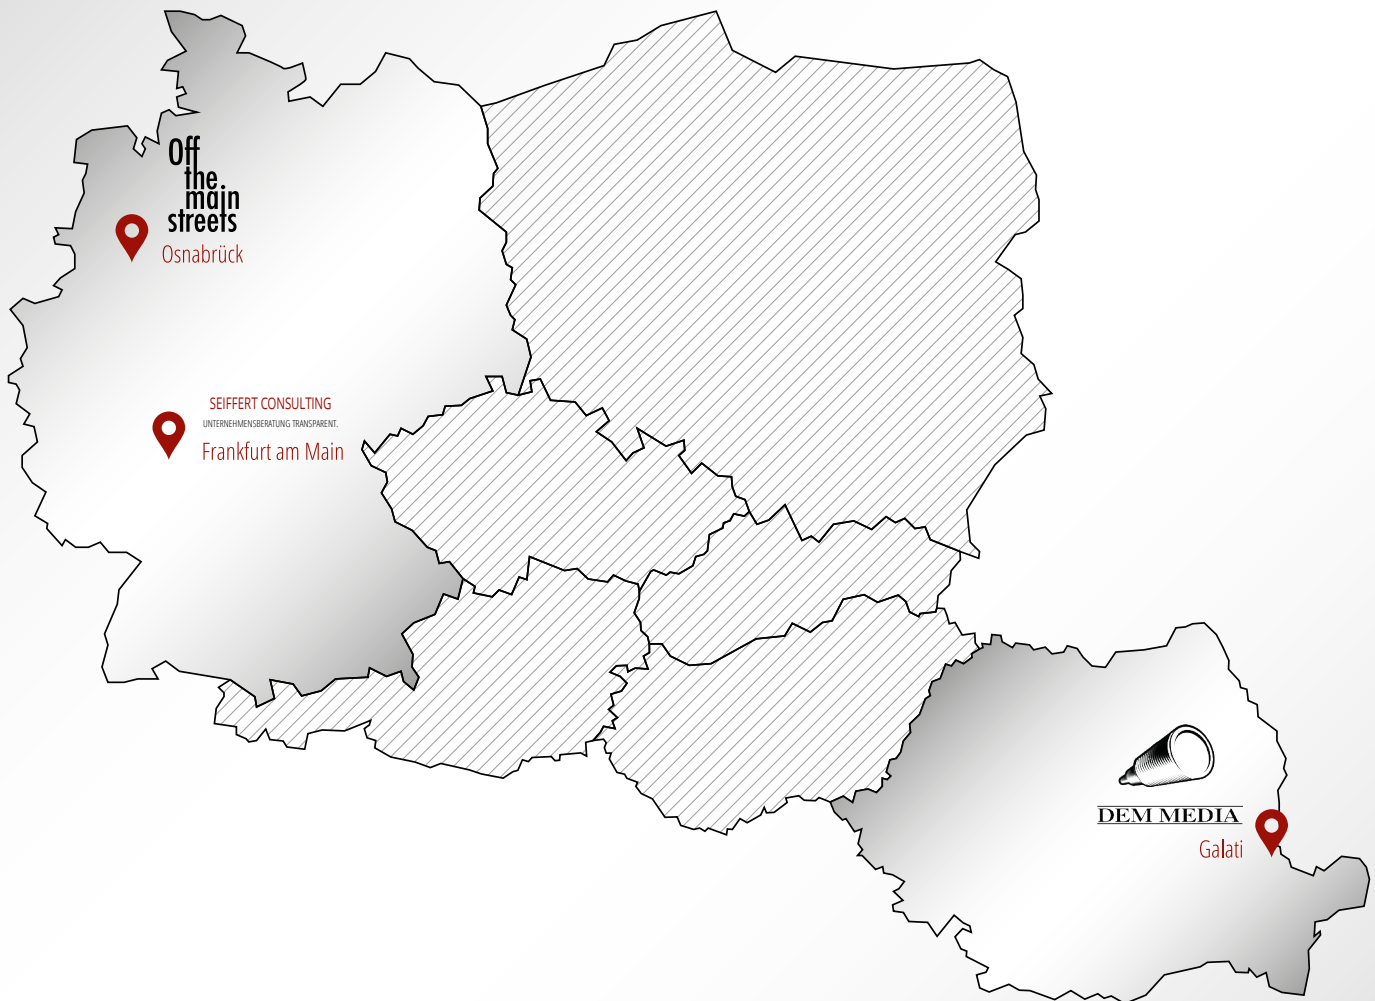 Off
the
main
streets
Osnabrück
SEIFFERT CONSULTING
UNTERNEHMENSBERATUNG TRANSPARENT.
Frankfurt am Main
DEM MEDIA
Galati